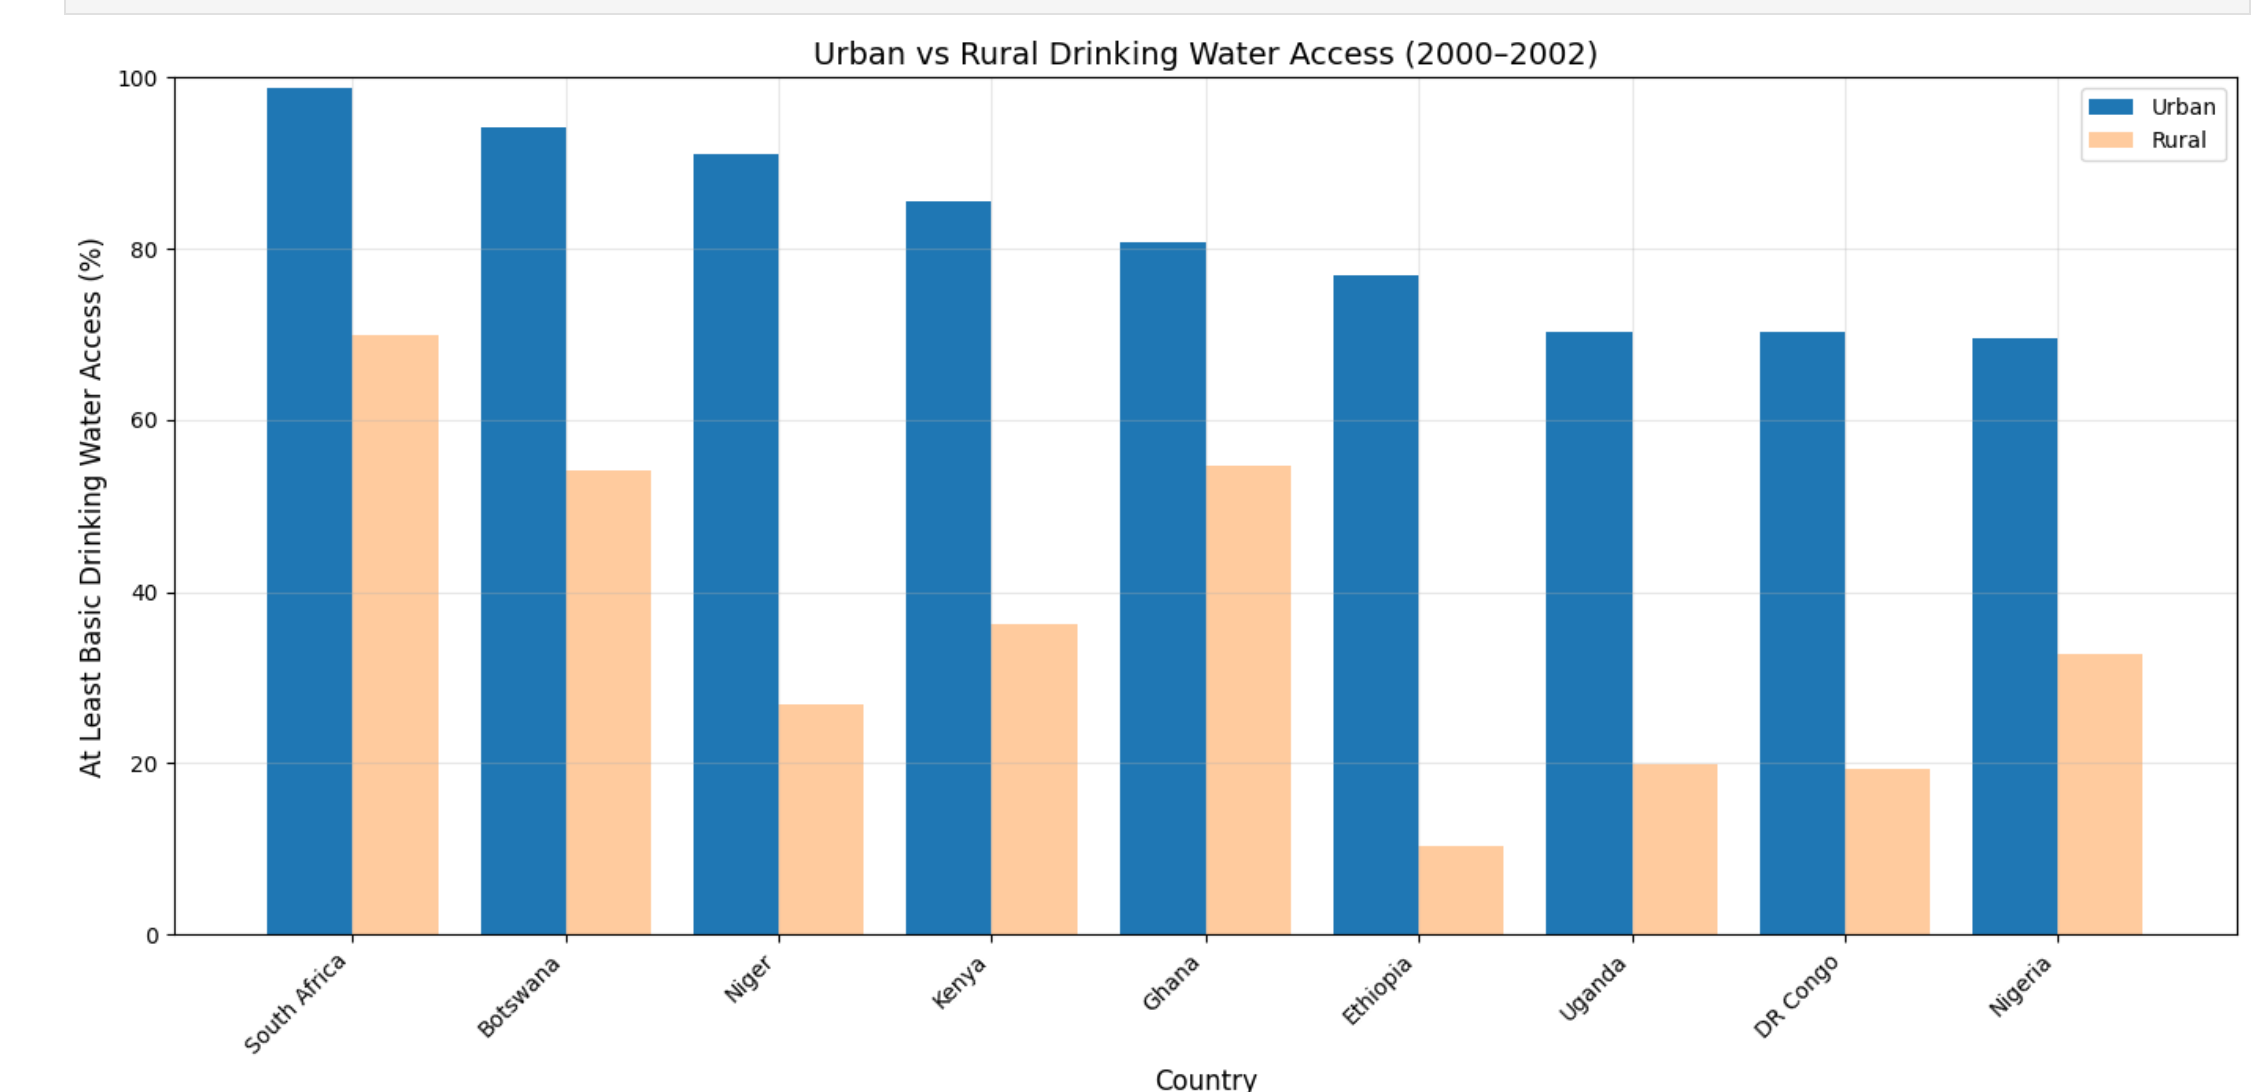 Urban vs Rural Drinking Water Access (2000–2002)
Urban
Rural
At Least Basic Drinking Water Access (%)
100
80
60
40
20
0
South Africa
Botswana
Niger
Kenya
Ghana
Ethiopia
Uganda
DR Congo
Nigeria
Country